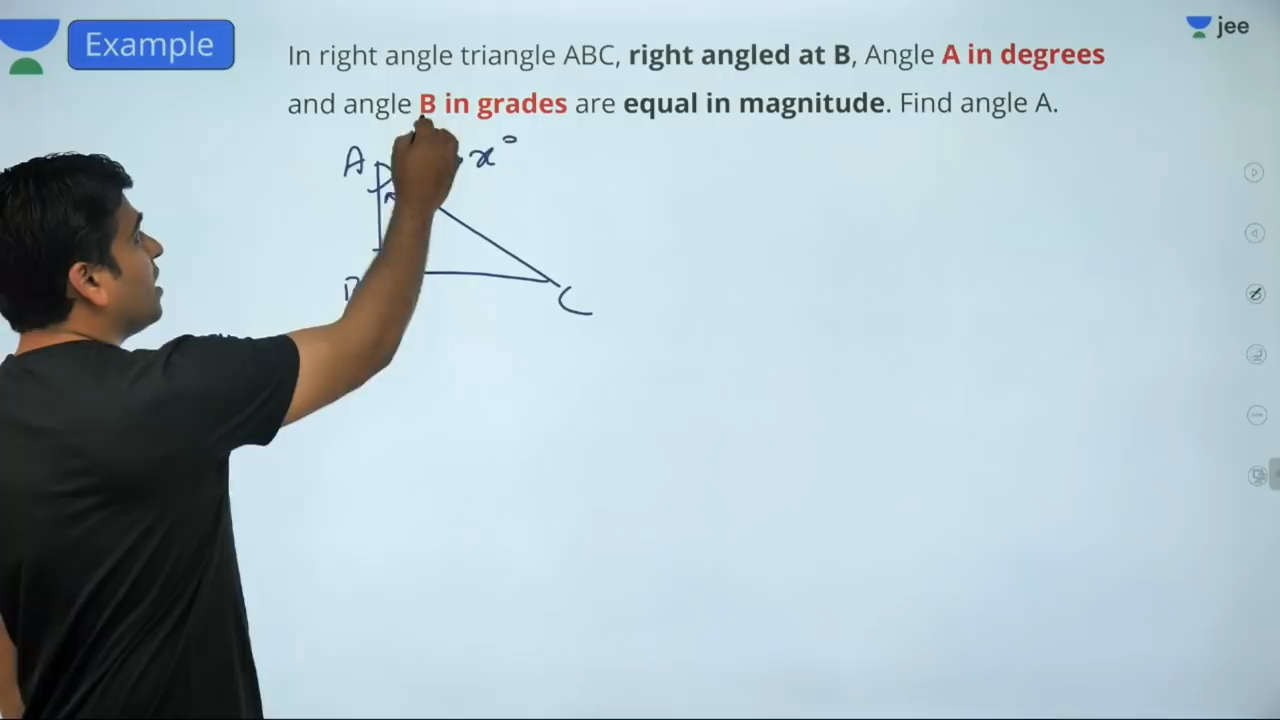 Example
jee
In right angle triangle ABC, right angled at B, Angle A in degrees
and angle B in grades are equal in magnitude. Find angle A.
A x°
C